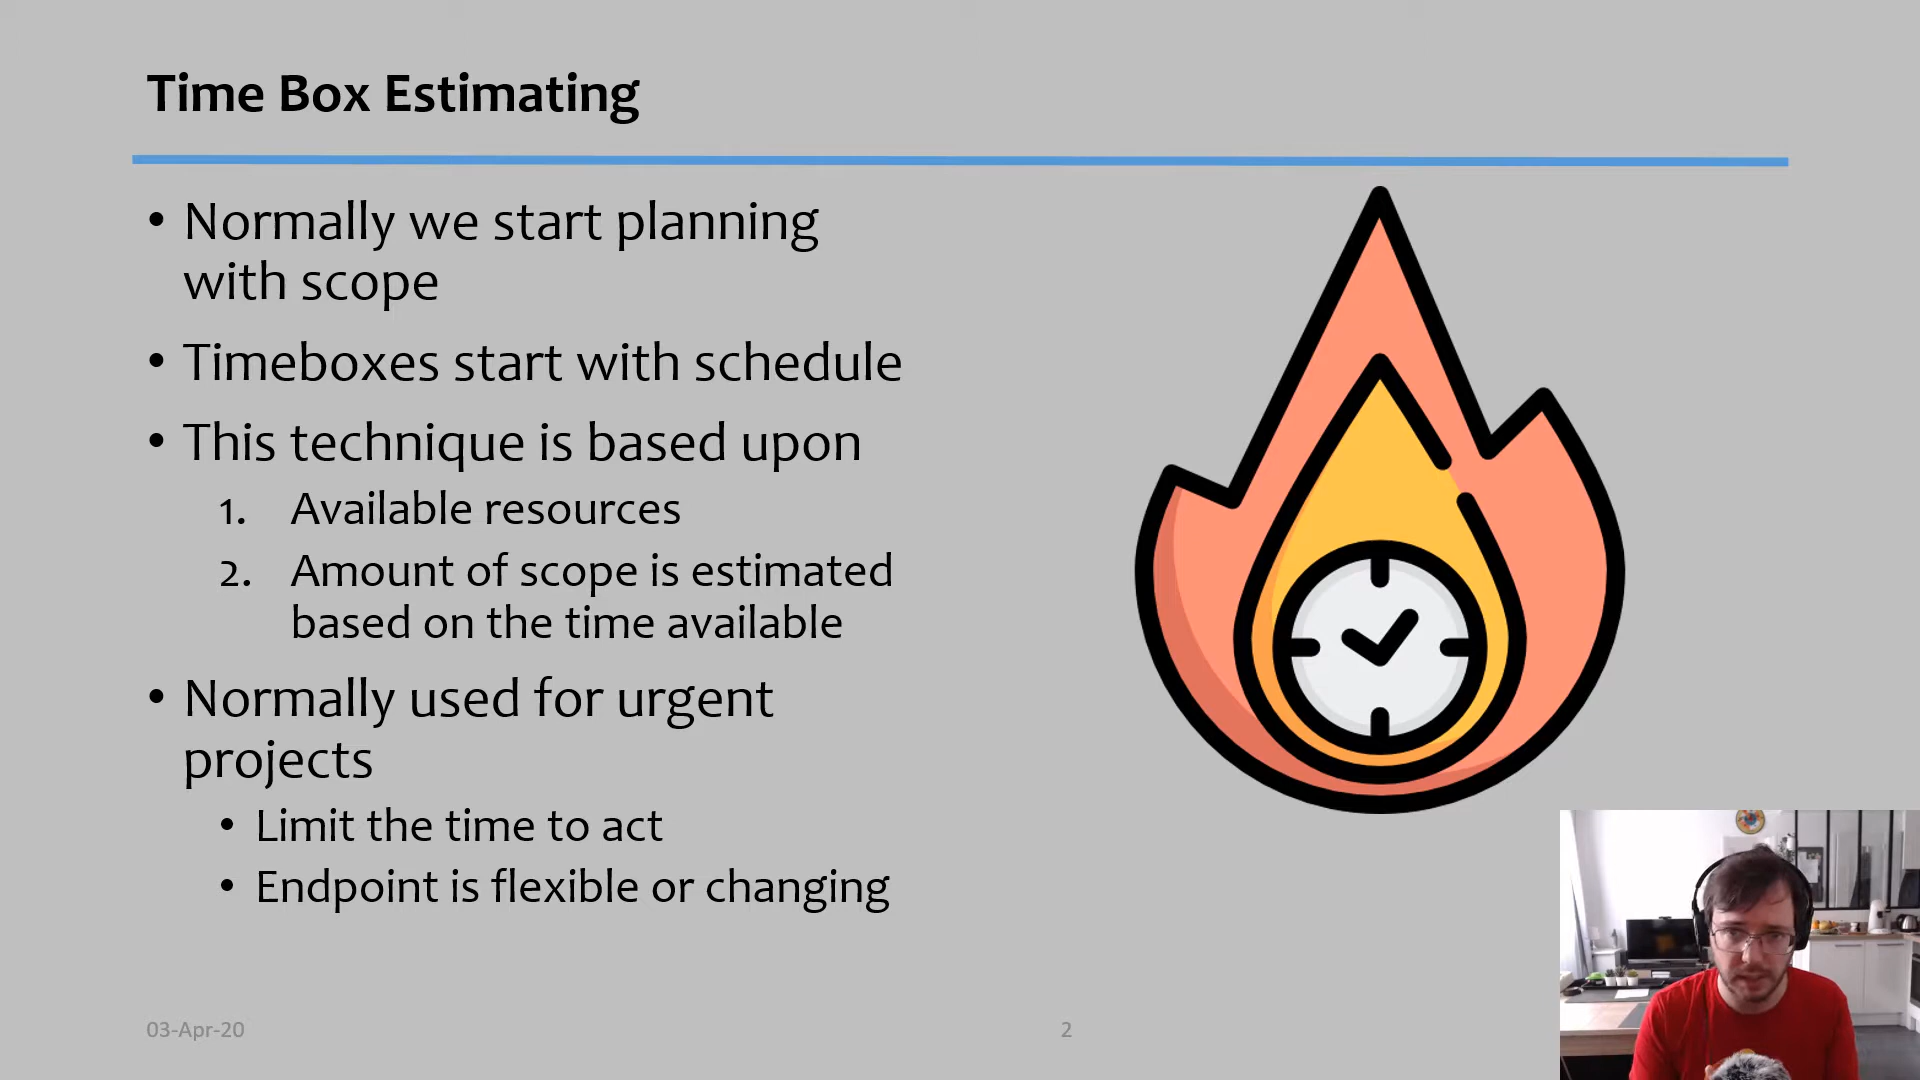 Time Box Estimating
• Normally we start planning
with scope
• Timeboxes start with schedule
• This technique is based upon
1. Available resources
2. Amount of scope is estimated
based on the time available
• Normally used for urgent
projects
• Limit the time to act
• Endpoint is flexible or changing
03-Apr-20
2